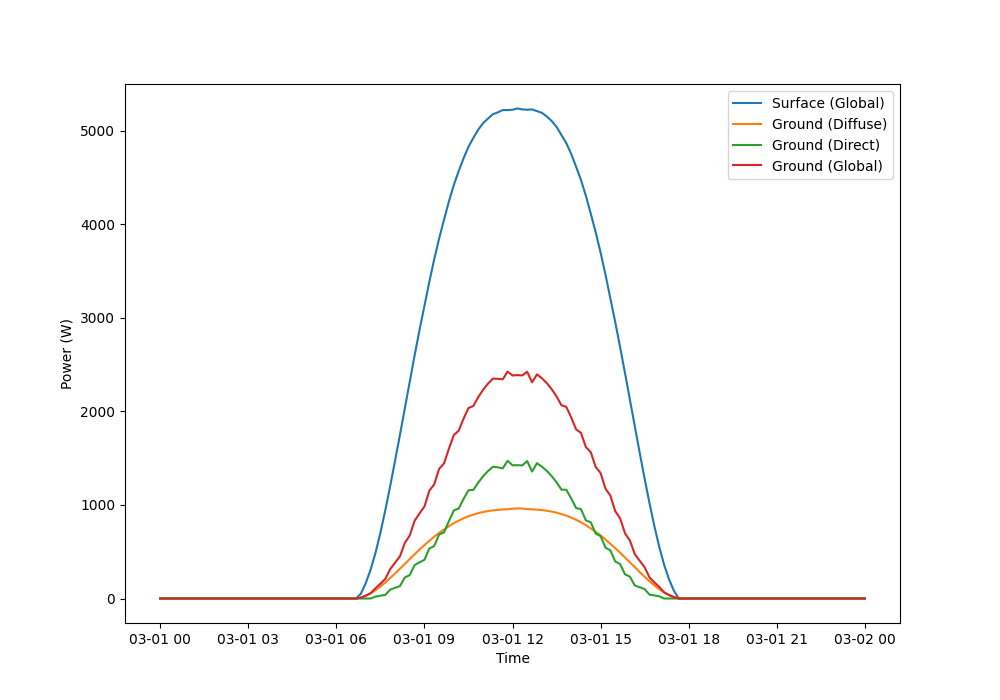 Surface (Global)
Ground (Diffuse)
Ground (Direct)
Ground (Global)
Power (W)
5000
4000
3000
2000
1000
0
03-01 00 03-01 03 03-01 06 03-01 09 03-01 12 03-01 15 03-01 18 03-01 21 03-02 00
Time